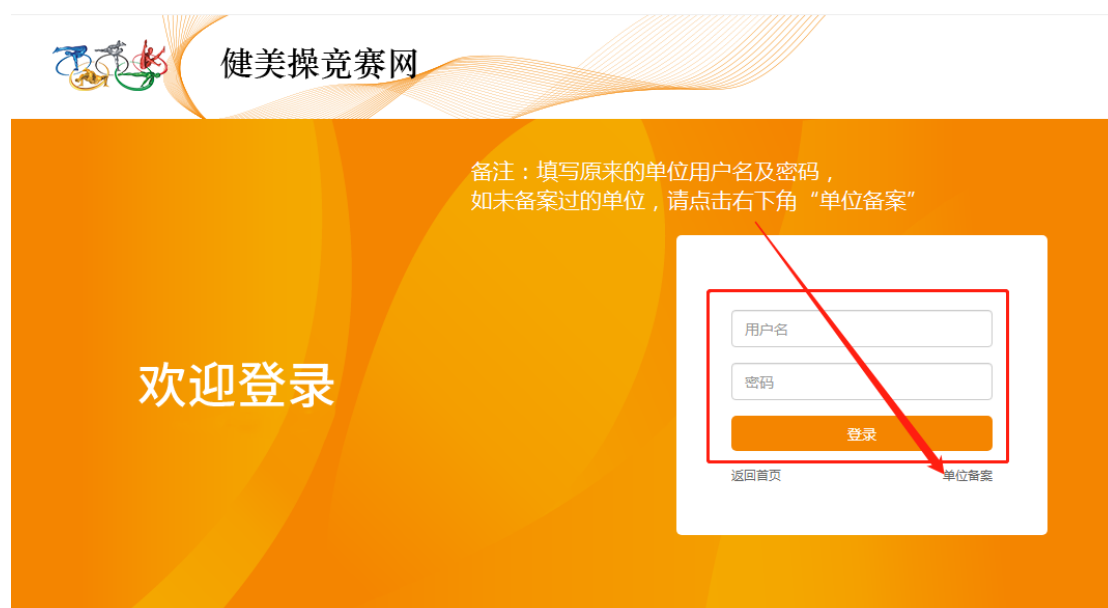 健美操竞赛网
备注：填写原来的单位用户名及密码，
如未备案过的单位，请点击右下角“单位备案”
欢迎登录
用户名
密码
登录
返回首页
单位备案